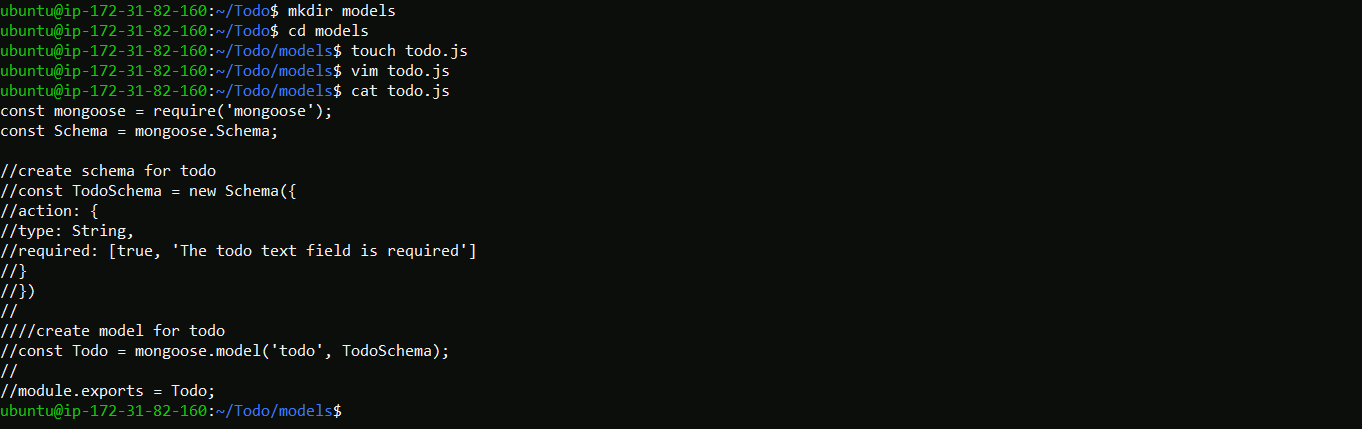 ubuntu@ip-172-31-82-160:~/Todo$ mkdir models
ubuntu@ip-172-31-82-160:~/Todo$ cd models
ubuntu@ip-172-31-82-160:~/Todo/models$ touch todo.js
ubuntu@ip-172-31-82-160:~/Todo/models$ vim todo.js
ubuntu@ip-172-31-82-160:~/Todo/models$ cat todo.js
const mongoose = require('mongoose');
const Schema = mongoose.Schema;

//create schema for todo
//const TodoSchema = new Schema({
//action: {
//type: String,
//required: [true, 'The todo text field is required']
//}
//})
//
////create model for todo
//const Todo = mongoose.model('todo', TodoSchema);
//
//module.exports = Todo;
ubuntu@ip-172-31-82-160:~/Todo/models$